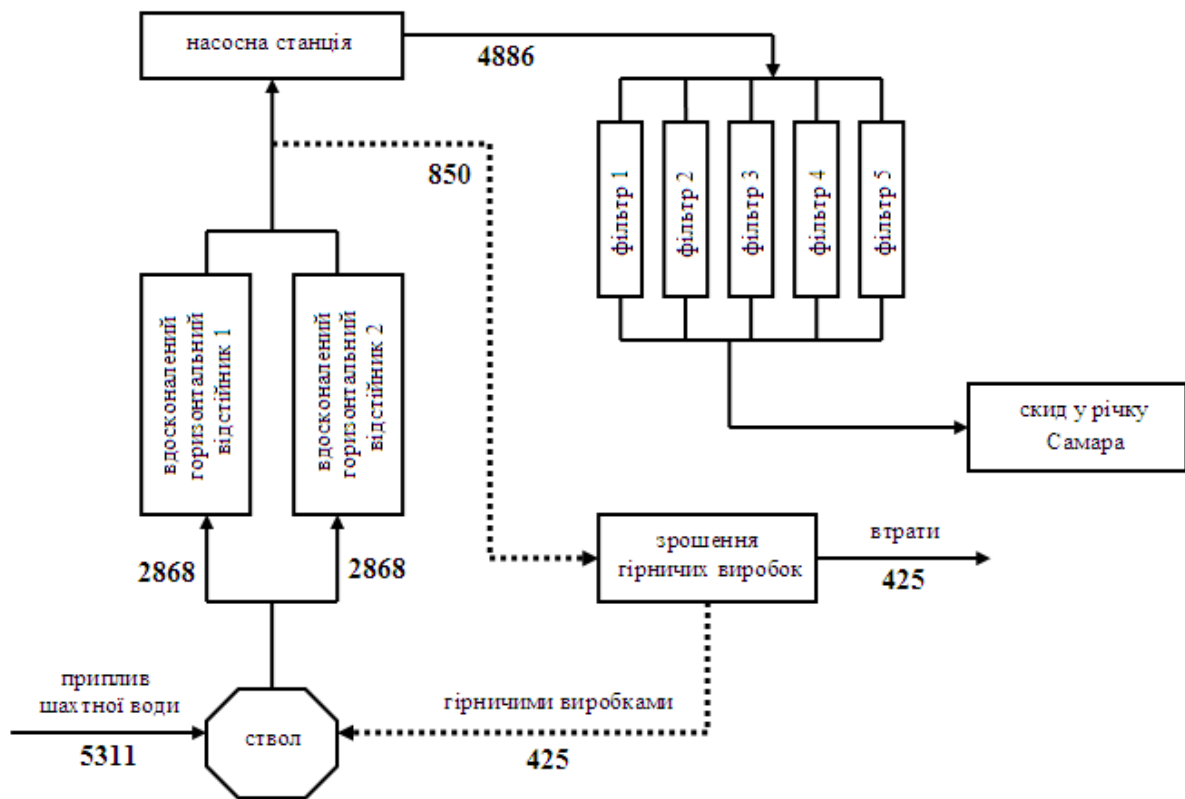 насосна станція
4886
850
фільтр 1
фільтр 2
фільтр 3
фільтр 4
фільтр 5
вдосконалений
горизонтальний
відстійник 1
вдосконалений
горизонтальний
відстійник 2
скид у річку
Самара
зрошення
гірничих виробок
втрати
425
2868
2868
приплив
шахтної води
5311
ствол
гірничими виробками
425